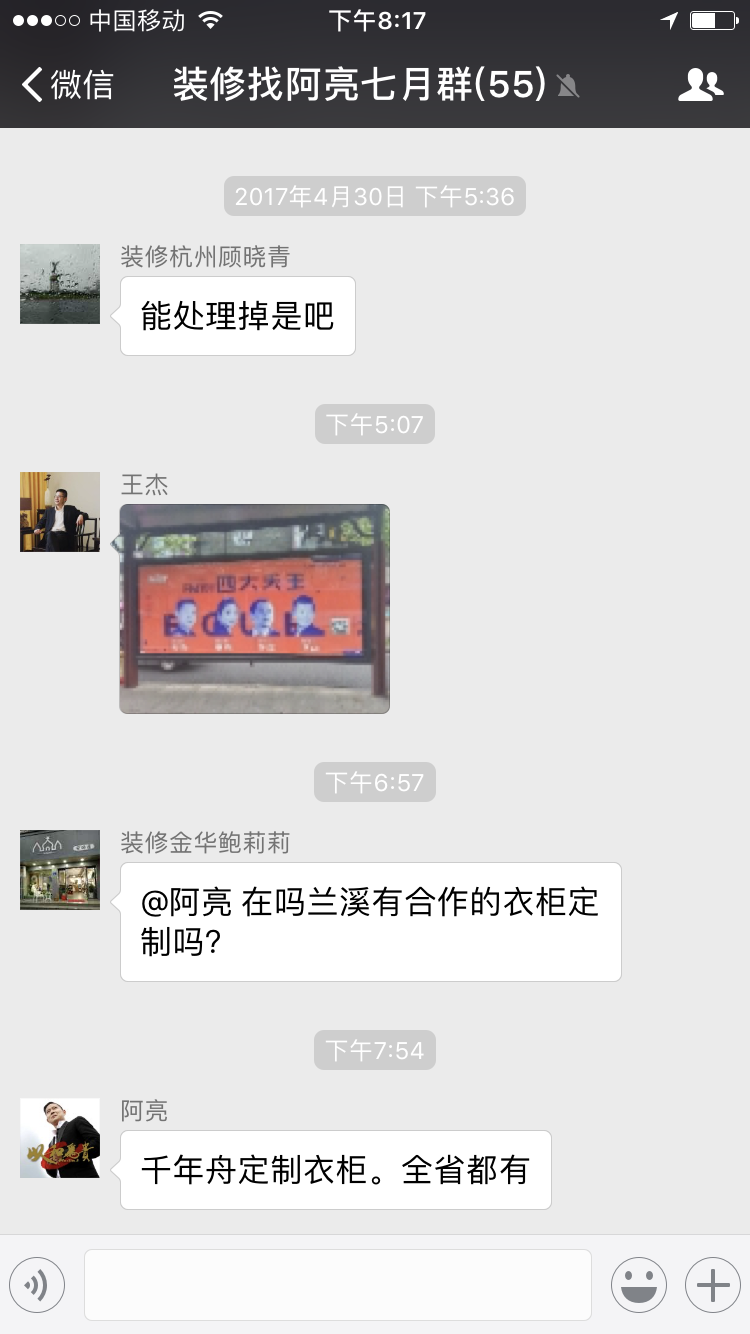 中国移动
下午8:17
微信
装修找阿亮七月群(55)
2017年4月30日 下午5:36
装修杭州顾晓青
能处理掉是吧
下午5:07
王杰
四大天王
下午6:57
装修金华鲍莉莉
@阿亮 在吗兰溪有合作的衣柜定
制吗?
下午7:54
阿亮
以和为贵
千年舟定制衣柜。全省都有